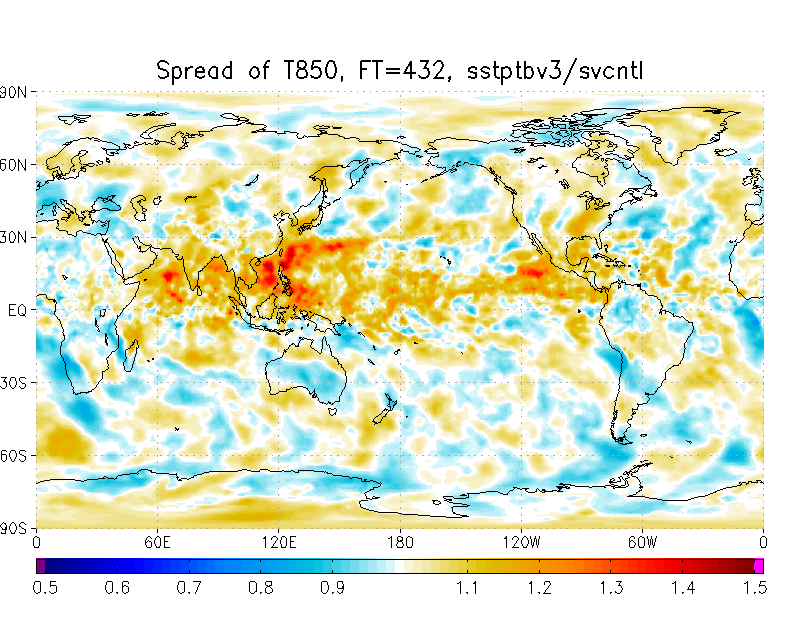 Spread of T850, FT=432, sstptbv3/svcntl
90N
60N
30N
EQ
30S
60S
90S
0 60E 120E 180 120W 60W 0
0.5 0.6 0.7 0.8 0.9 1.1 1.2 1.3 1.4 1.5